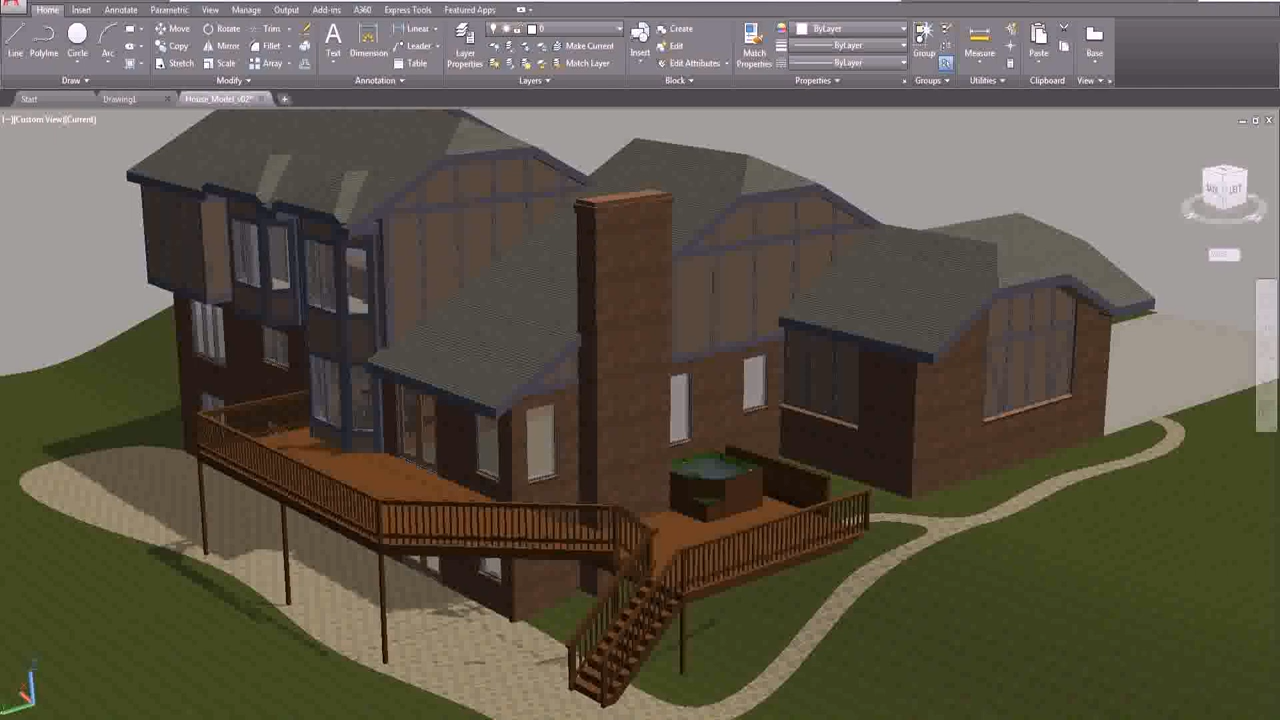 Home Insert Annotate Parametric View Manage Output Add-ins A360 Express Tools Featured Apps
Line Polyline Circle Arc
Move Rotate Trim
Copy Mirror Fillet
Stretch Scale Array
Text Dimension
Linear
Leader
Table
Layer Properties
0
Make Current
Match Layer
Insert
Create
Edit
Edit Attributes
Match Properties
ByLayer
ByLayer
ByLayer
Group
Measure
Paste
Base
Draw Modify Annotation Layers Block Properties Groups Utilities Clipboard View
Start Drawing1 House_Model_v02*
[−][Custom View][Current]
LEFT